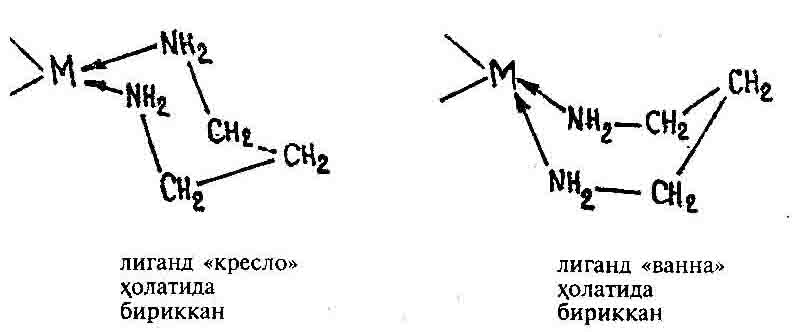 M NH₂
NH₂
CH₂
CH₂
CH₂
лиганд «кресло»
ҳолатида
бириккан
M
CH₂
NH₂ CH₂
NH₂ CH₂
лиганд «ванна»
ҳолатида
бириккан